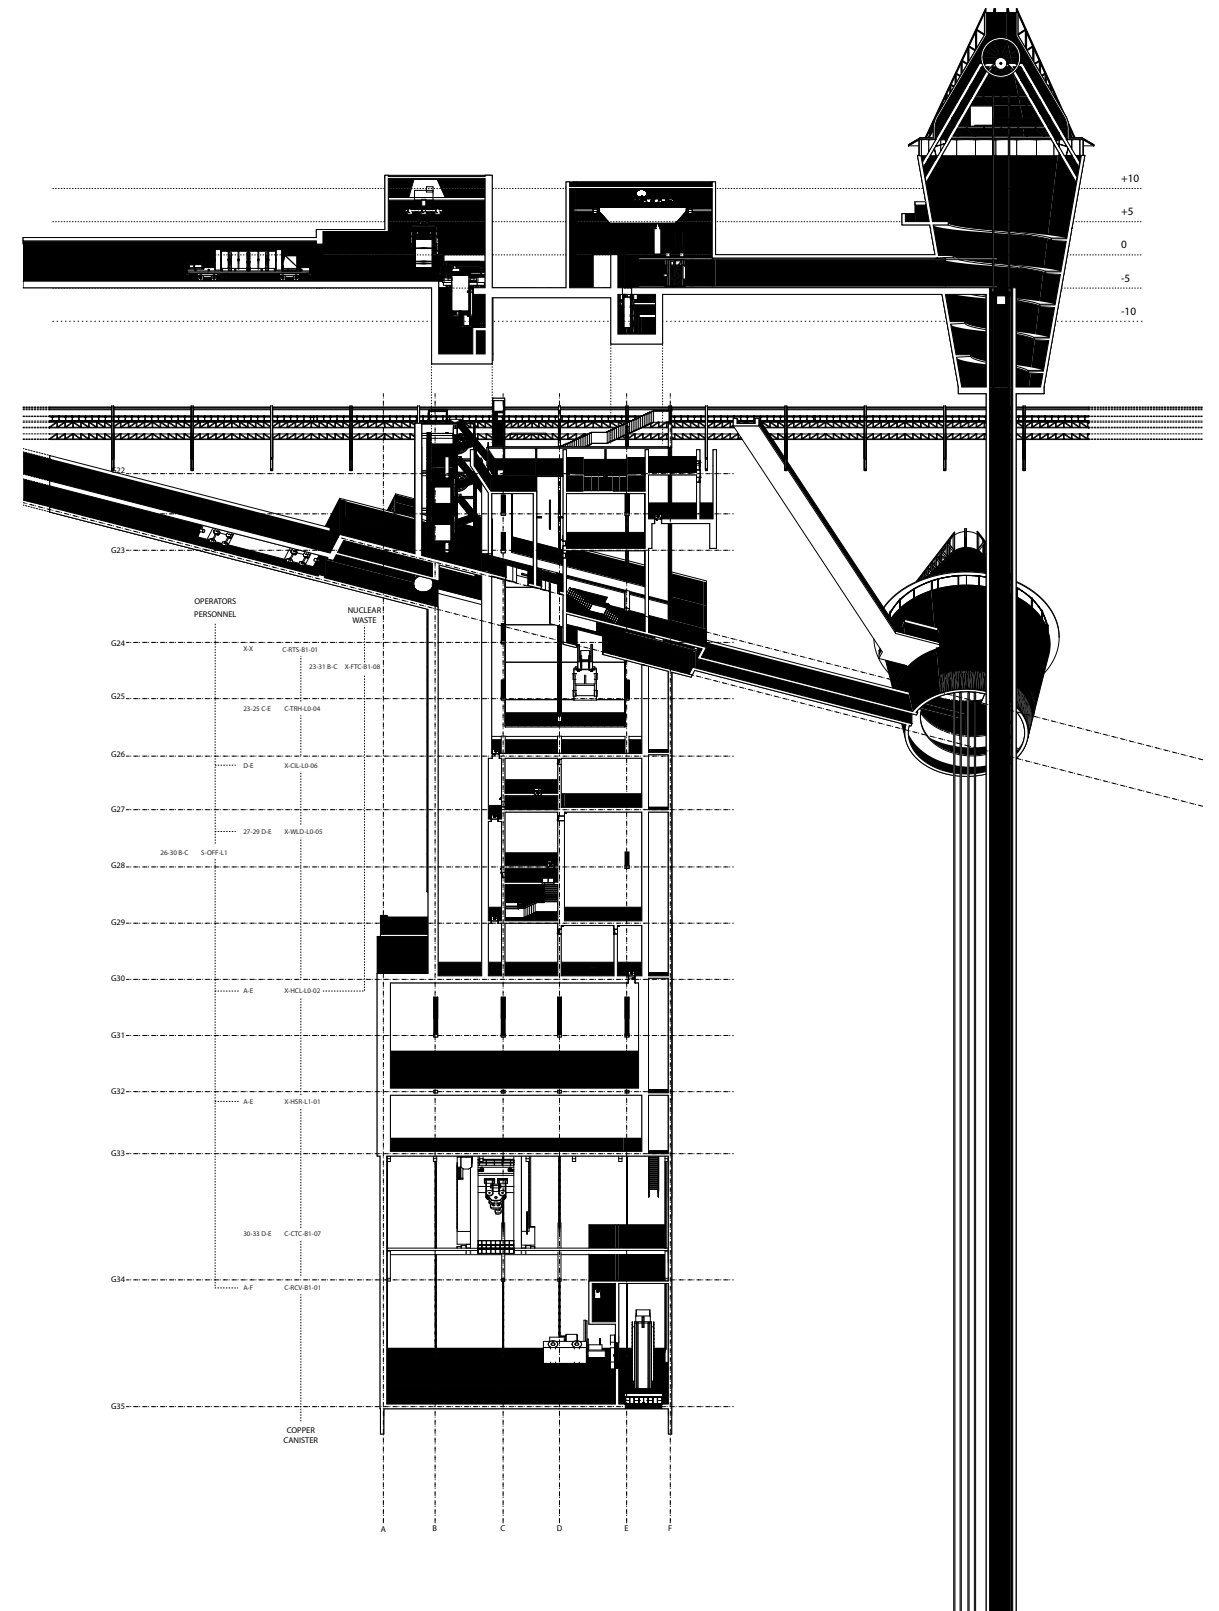 +10
+5
0
-5
-10
G22
G23
OPERATORS
PERSONNEL
NUCLEAR
WASTE
G24
X-X C-RTS-B1-01
23-31 B-C X-FTC-B1-08
G25
23-25 C-E C-TRH-L0-04
G26
D-E X-CIL-L0-06
G27
27-29 D-E X-WLD-L0-05
26-30 B-C S-OFF-L1
G28
G29
G30
A-E X-HCL-L0-02
G31
G32
A-E X-HSR-L1-01
G33
30-33 D-E C-CTC-B1-07
G34
A-F C-RCV-B1-01
G35
COPPER
CANISTER
A B C D E F